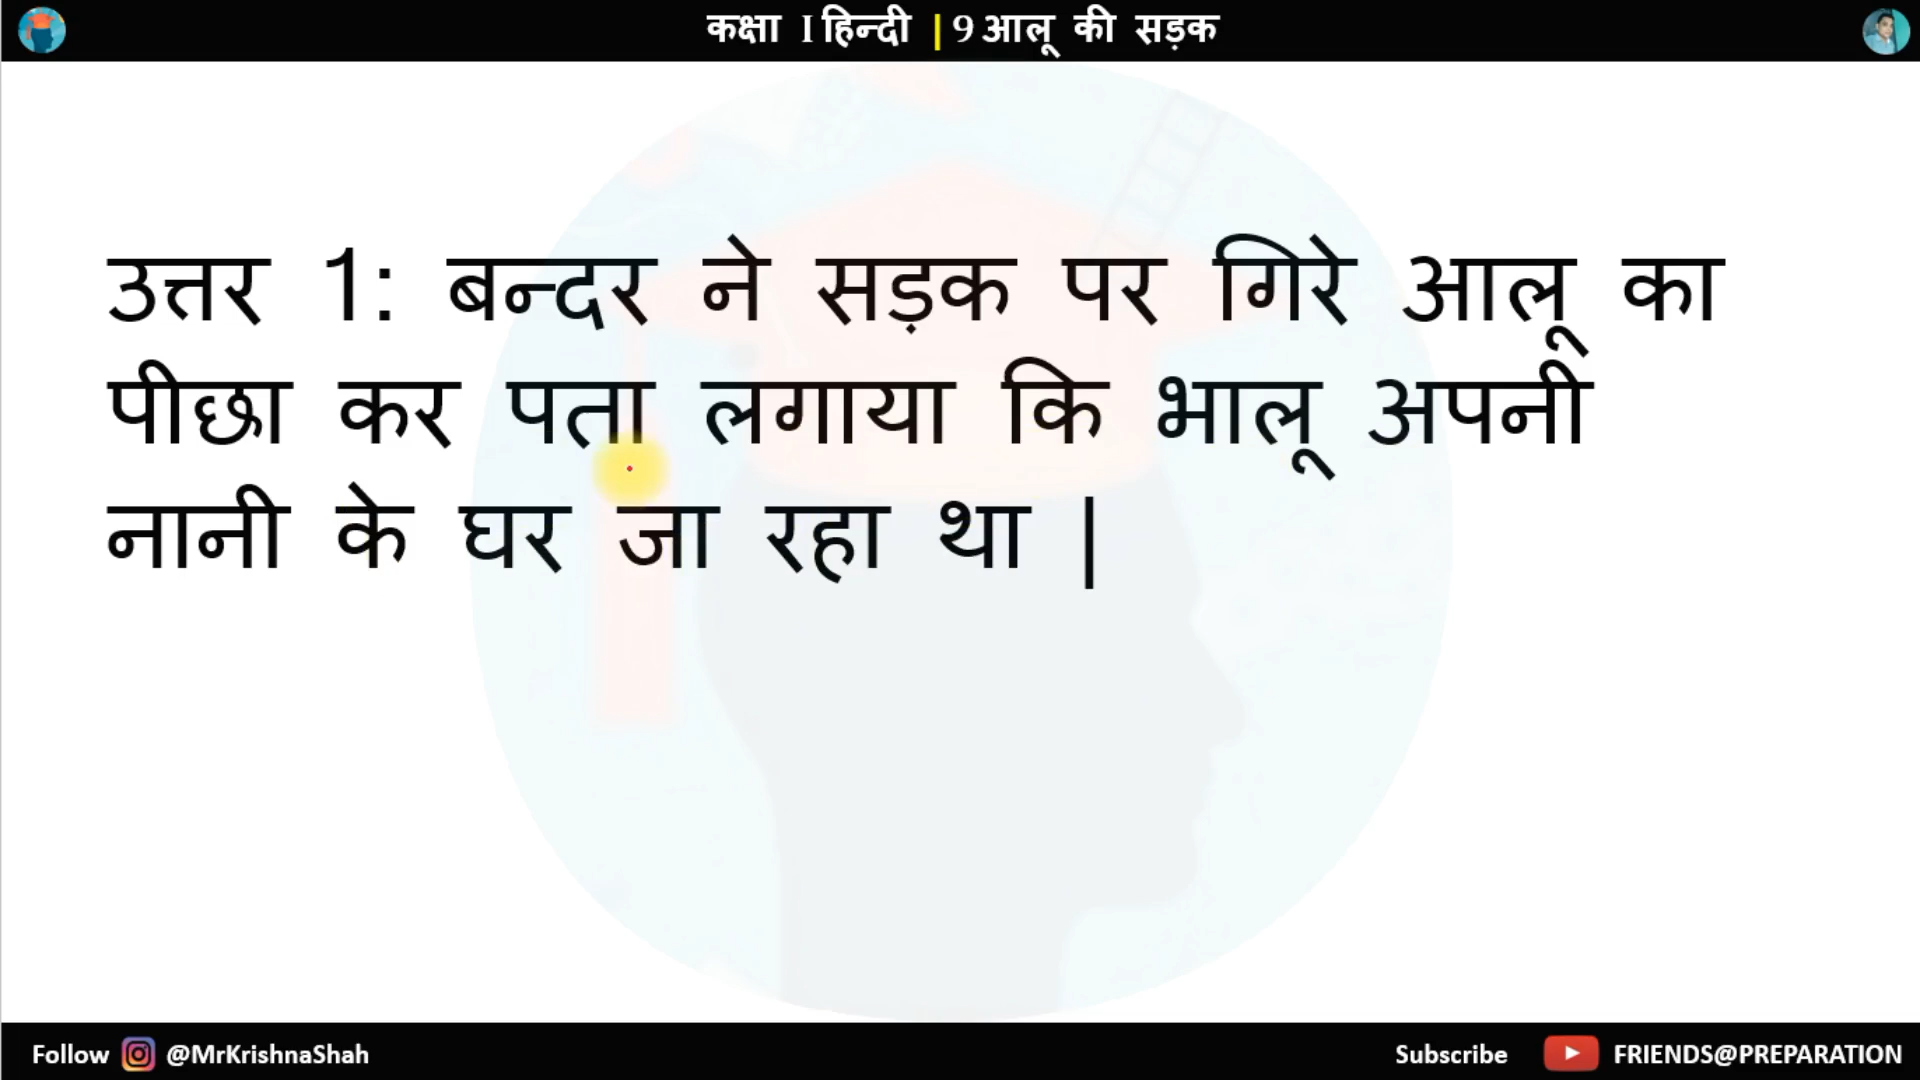 कक्षा I हिन्दी | 9 आलू की सड़क
उत्तर 1: बन्दर ने सड़क पर गिरे आलू का
पीछा कर पता लगाया कि भालू अपनी
नानी के घर जा रहा था |
Follow @MrKrishnaShah
Subscribe FRIENDS@PREPARATION